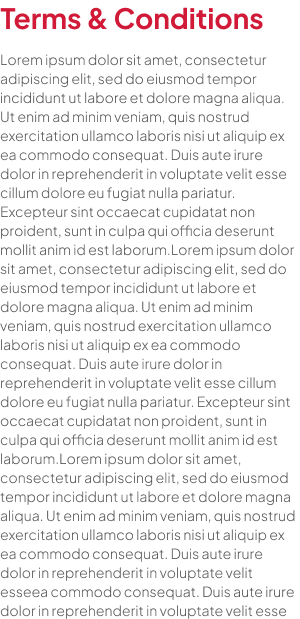 Terms & Conditions
Lorem ipsum dolor sit amet, consectetur
adipiscing elit, sed do eiusmod tempor
incididunt ut labore et dolore magna aliqua.
Ut enim ad minim veniam, quis nostrud
exercitation ullamco laboris nisi ut aliquip ex
ea commodo consequat. Duis aute irure
dolor in reprehenderit in voluptate velit esse
cillum dolore eu fugiat nulla pariatur.
Excepteur sint occaecat cupidatat non
proident, sunt in culpa qui officia deserunt
mollit anim id est laborum.Lorem ipsum dolor
sit amet, consectetur adipiscing elit, sed do
eiusmod tempor incididunt ut labore et
dolore magna aliqua. Ut enim ad minim
veniam, quis nostrud exercitation ullamco
laboris nisi ut aliquip ex ea commodo
consequat. Duis aute irure dolor in
reprehenderit in voluptate velit esse cillum
dolore eu fugiat nulla pariatur. Excepteur sint
occaecat cupidatat non proident, sunt in
culpa qui officia deserunt mollit anim id est
laborum.Lorem ipsum dolor sit amet,
consectetur adipiscing elit, sed do eiusmod
tempor incididunt ut labore et dolore magna
aliqua. Ut enim ad minim veniam, quis nostrud
exercitation ullamco laboris nisi ut aliquip ex
ea commodo consequat. Duis aute irure
dolor in reprehenderit in voluptate velit
esseea commodo consequat. Duis aute irure
dolor in reprehenderit in voluptate velit esse